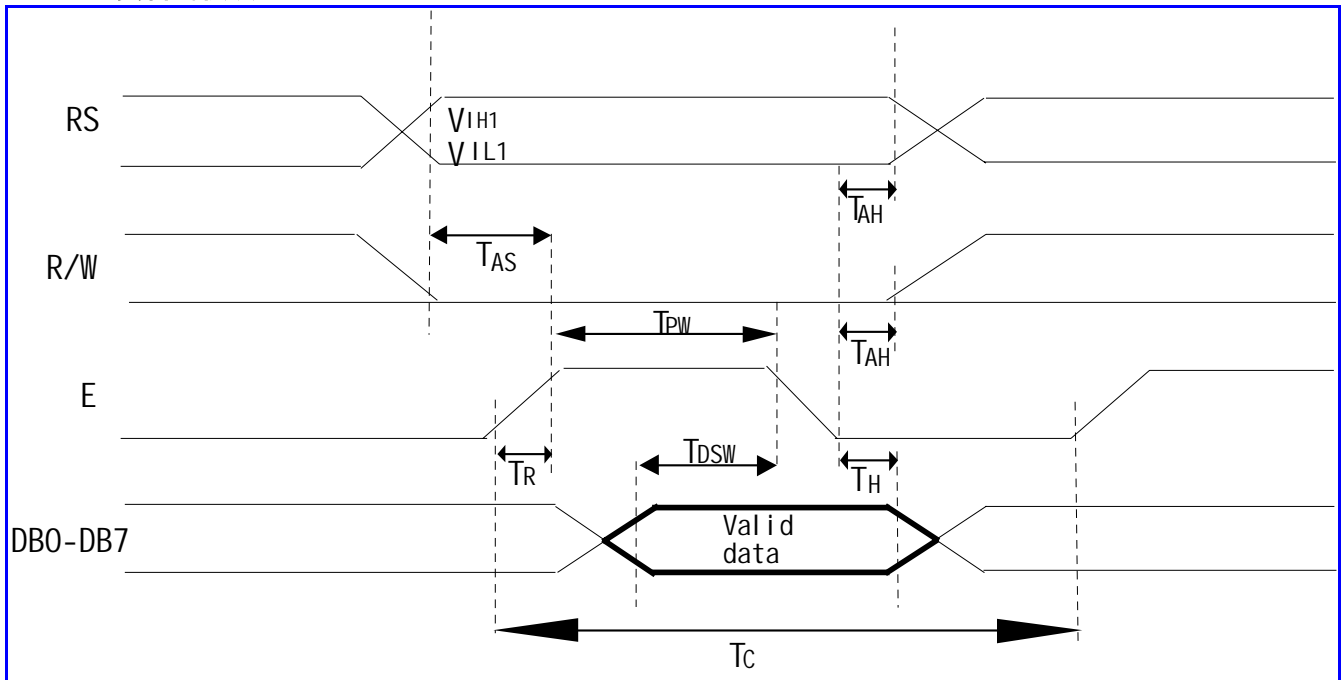 RS
VIH1
VIL1
TAH
R/W
TAS
TPW
TAH
E
TR
TDSW
TH
DB0-DB7
Valid
data
TC